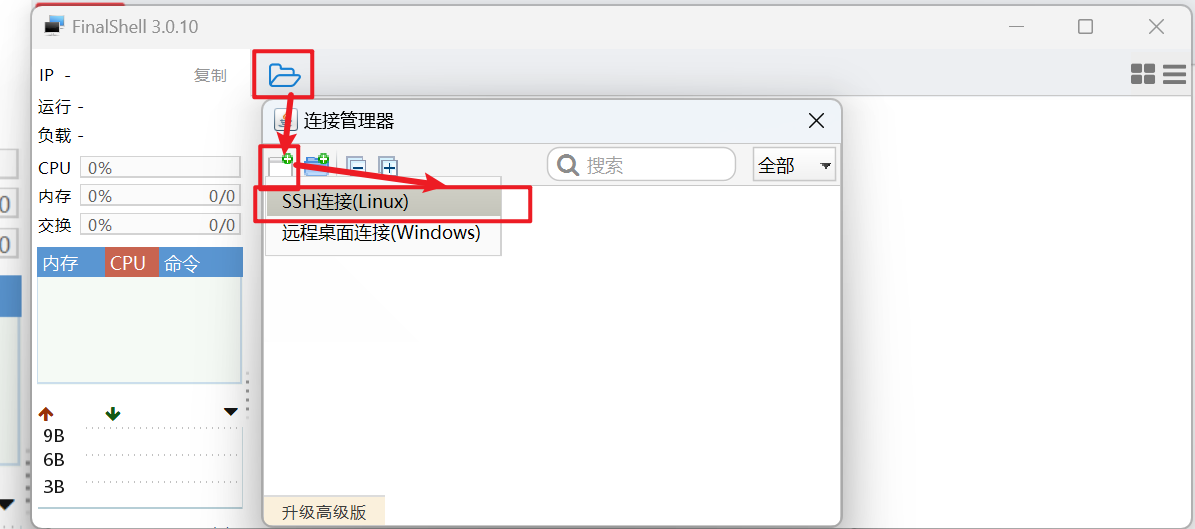 FinalShell 3.0.10
IP -
复制
运行 -
负载 -
CPU 0%
内存 0% 0/0
交换 0% 0/0
内存 CPU 命令
9B
6B
3B
连接管理器
搜索
全部
SSH连接(Linux)
远程桌面连接(Windows)
升级高级版
0
0